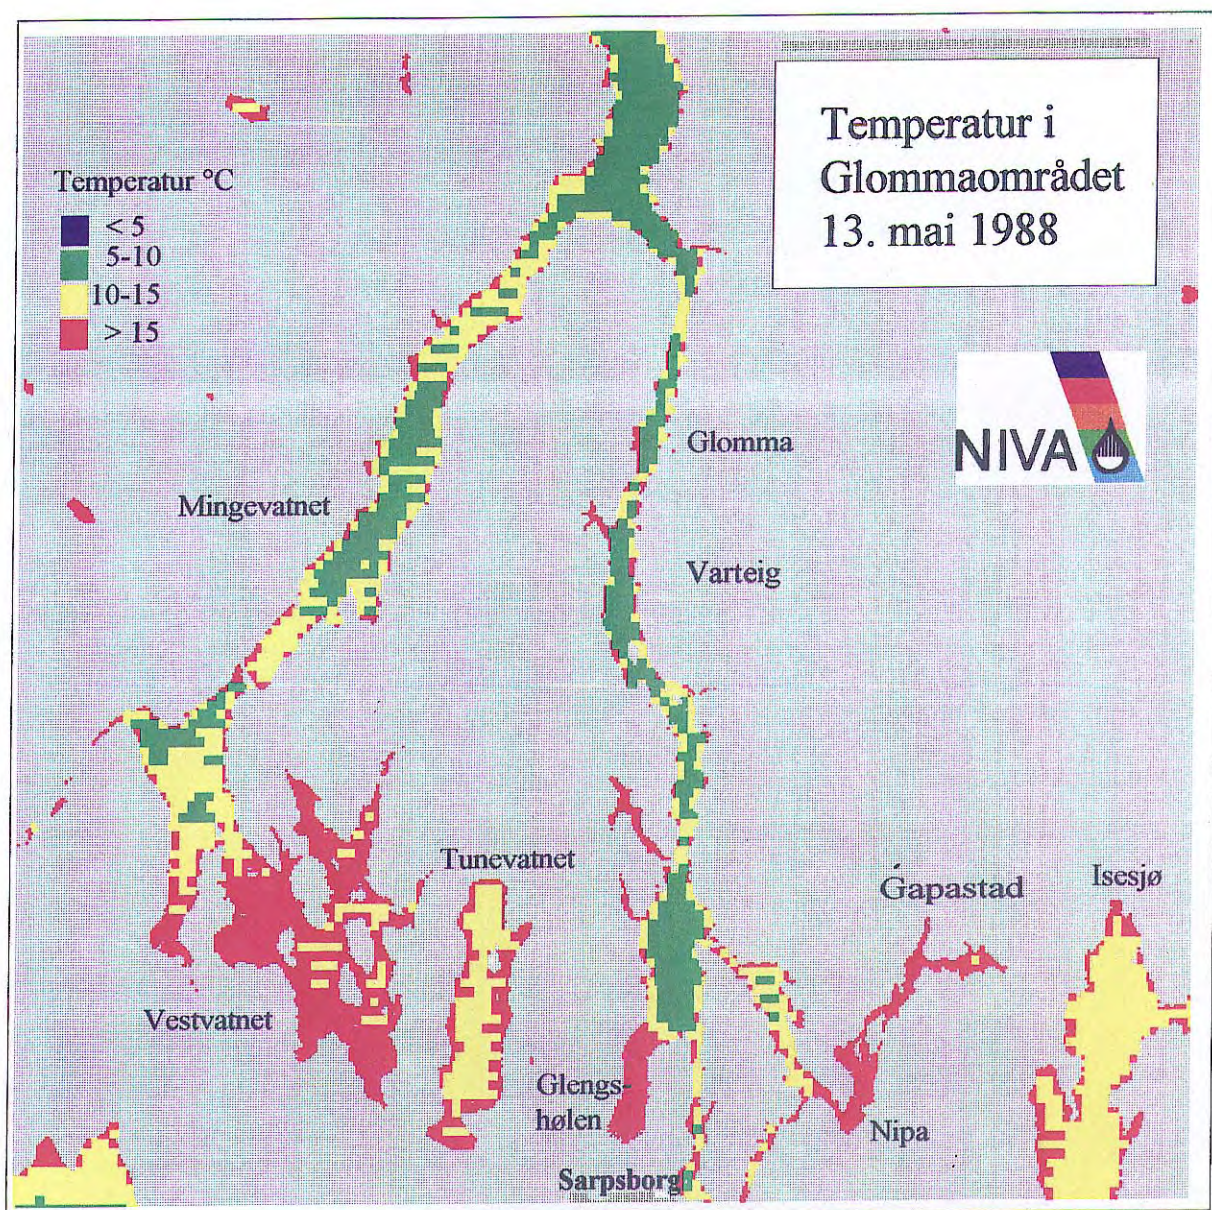 Temperatur i
Glommaområdet
13. mai 1988
Temperatur °C
< 5
5-10
10-15
> 15
NIVA
Glomma
Mingevatnet
Varteig
Tunevatnet
Gapastad
Isesjø
Vestvatnet
Glengs-
hølen
Nipa
Sarpsborg